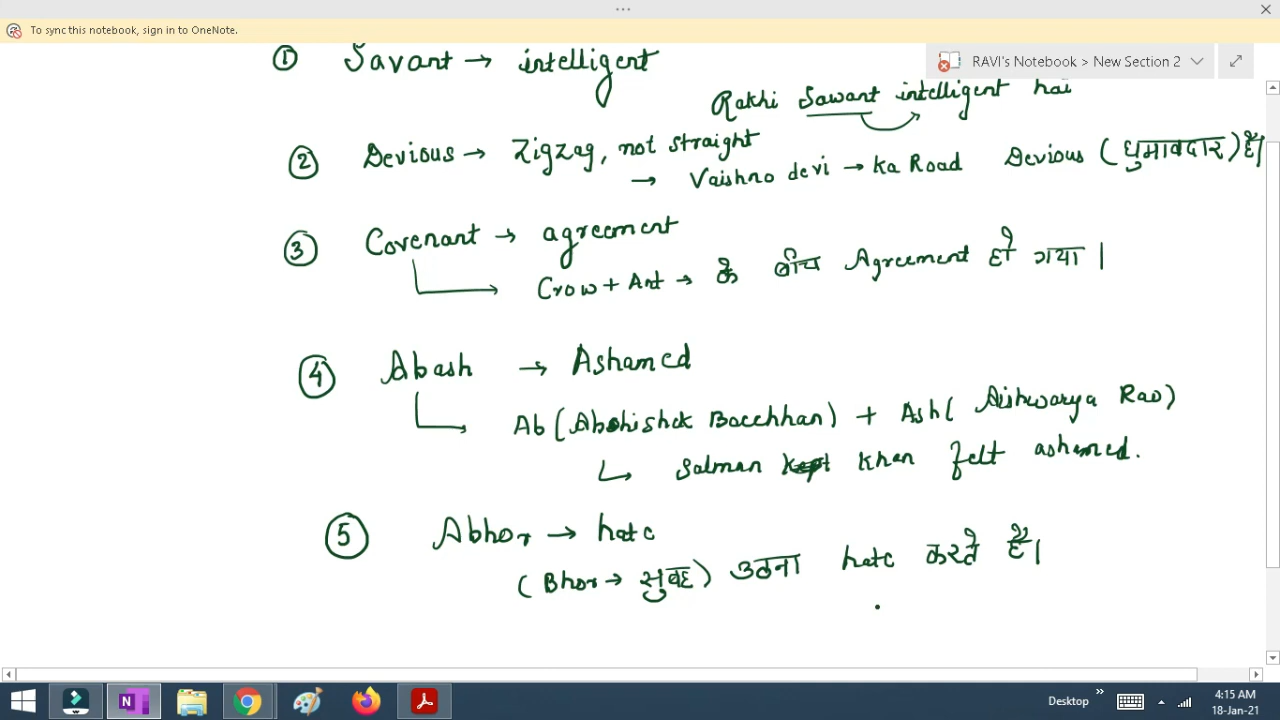 To sync this notebook, sign in to OneNote.
RAVI's Notebook > New Section 2
① Savant → intelligent
Rakhi Sawant intelligent hai
② Devious → Zigzag, not straight
→ Vaishno devi → ka Road Devious (घुमावदार) है।
③ Covenant → agreement
Crow + Ant → के बीच Agreement हो गया।
④ Abash → Ashamed
Ab (Abhishek Bacchhan) + Ash (Aishwarya Rao)
Salman Khan felt ashamed.
⑤ Abhor → hate
(Bhor → सुबह) उठना hate करते है।
Desktop
4:15 AM
18-Jan-21